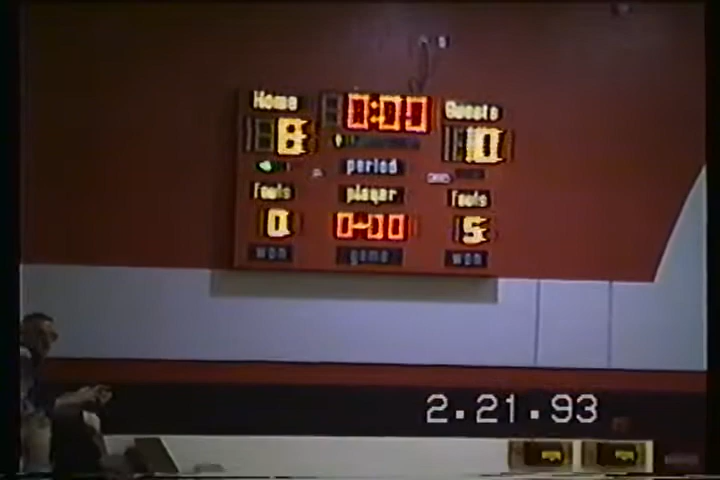 Home 0:00 Guests
8 0
period
fouls player fouls
0 0-00 5
won game won
2.21.93